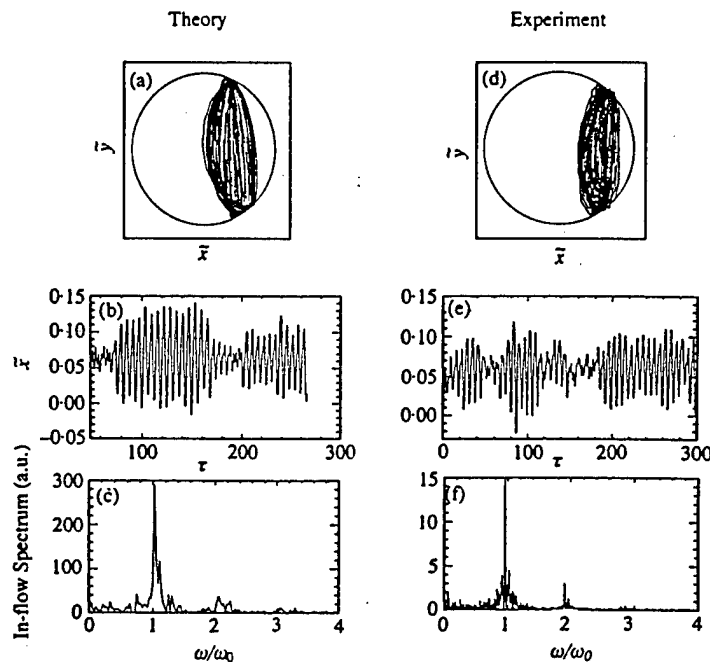 Theory Experiment
(a) (d)
ỹ ỹ
x̃ x̃
0·15 (b) 0·15 (e)
0·10 0·10
x̃ 0·05 0·05
0·00 0·00
−0·05
100 200 300 0 100 200 300
τ τ
In-flow Spectrum (a.u.)
300 (c) 15 (f)
200 10
100 5
0 0
0 1 2 3 4 0 1 2 3 4
ω/ω₀ ω/ω₀